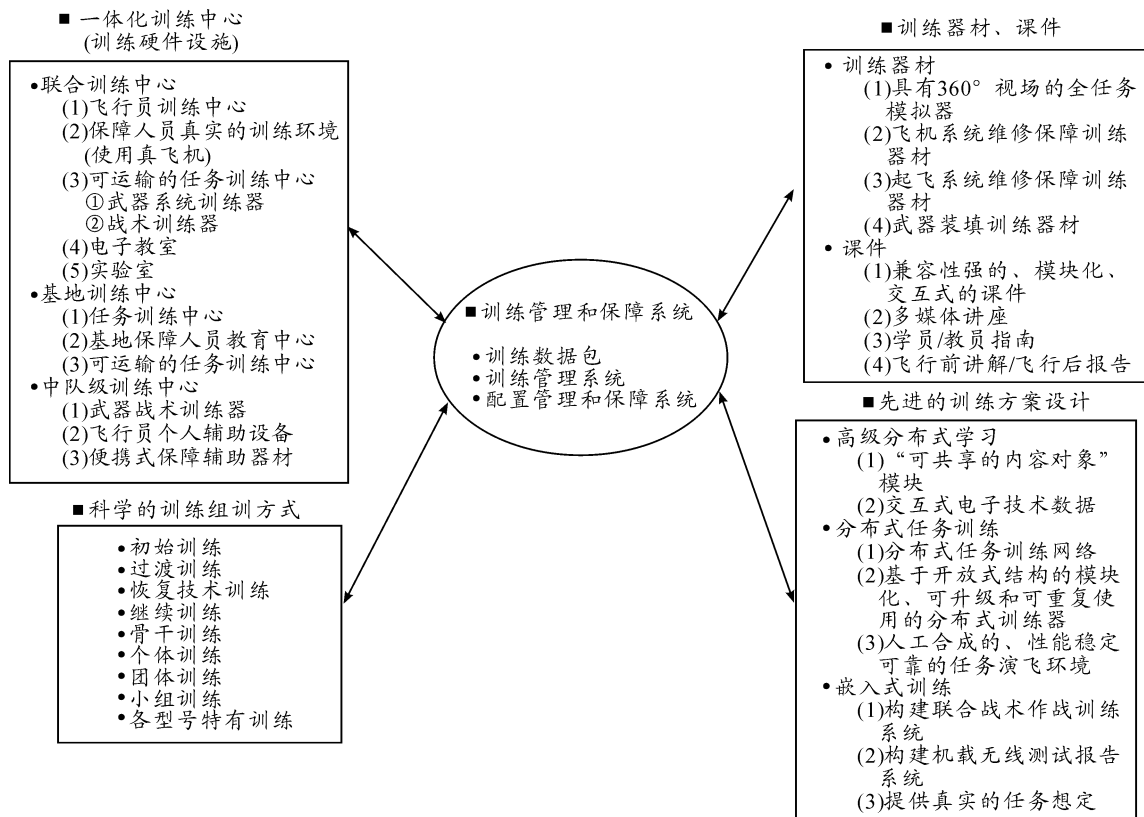 ■ 一体化训练中心
(训练硬件设施)
•联合训练中心
(1)飞行员训练中心
(2)保障人员真实的训练环境
(使用真飞机)
(3)可运输的任务训练中心
①武器系统训练器
②战术训练器
(4)电子教室
(5)实验室
•基地训练中心
(1)任务训练中心
(2)基地保障人员教育中心
(3)可运输的任务训练中心
•中队级训练中心
(1)武器战术训练器
(2)飞行员个人辅助设备
(3)便携式保障辅助器材
■科学的训练组训方式
•初始训练
•过渡训练
•恢复技术训练
•继续训练
•骨干训练
•个体训练
•团体训练
•小组训练
•各型号特有训练
■训练管理和保障系统
•训练数据包
•训练管理系统
•配置管理和保障系统
■训练器材、课件
• 训练器材
(1)具有360°视场的全任务
模拟器
(2)飞机系统维修保障训练
器材
(3)起飞系统维修保障训练
器材
(4)武器装填训练器材
• 课件
(1)兼容性强的、模块化、
交互式的课件
(2)多媒体讲座
(3)学员/教员指南
(4)飞行前讲解/飞行后报告
■先进的训练方案设计
•高级分布式学习
(1)“可共享的内容对象”
模块
(2)交互式电子技术数据
•分布式任务训练
(1)分布式任务训练网络
(2)基于开放式结构的模块
化、可升级和可重复使
用的分布式训练器
(3)人工合成的、性能稳定
可靠的任务演飞环境
•嵌入式训练
(1)构建联合战术作战训练
系统
(2)构建机载无线测试报告
系统
(3)提供真实的任务想定